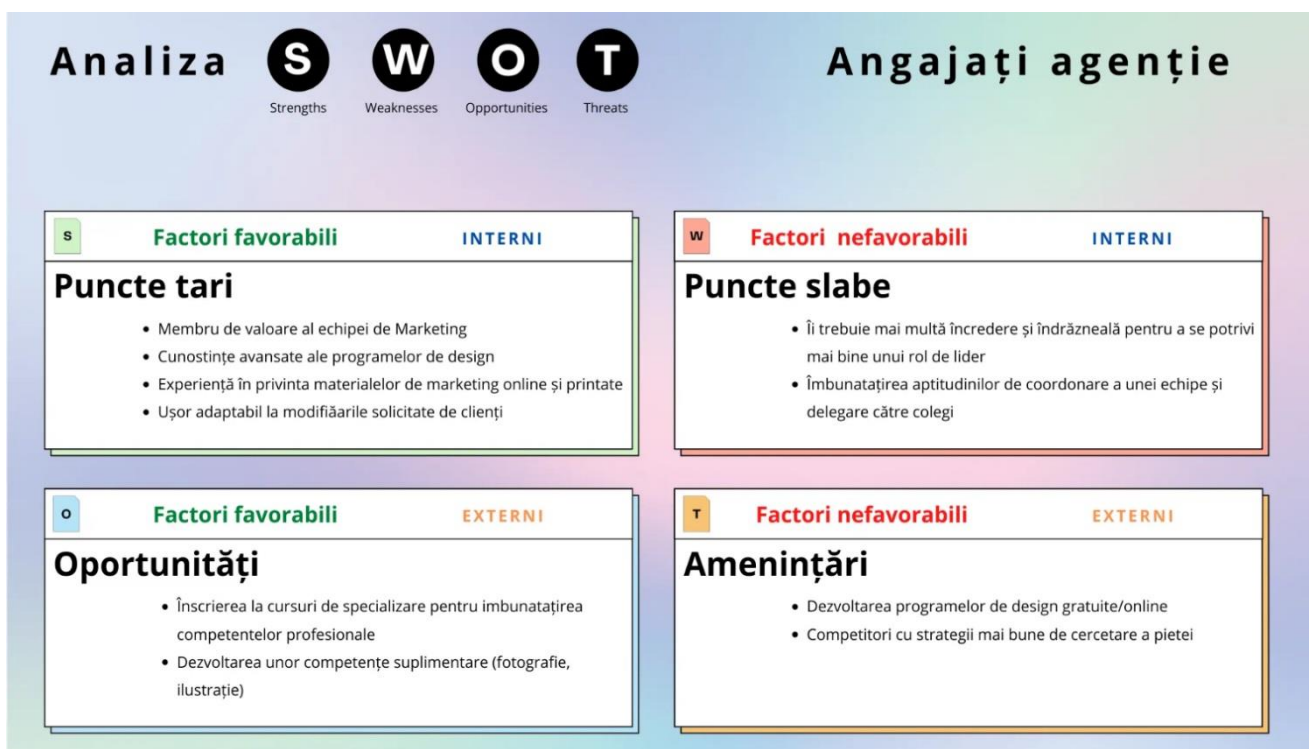 Analiza S W O T Angajați agenție
Strengths Weaknesses Opportunities Threats
S Factori favorabili INTERNI
Puncte tari
• Membru de valoare al echipei de Marketing
• Cunostințe avansate ale programelor de design
• Experiență în privinta materialelor de marketing online și printate
• Ușor adaptabil la modifiăarile solicitate de clienți
W Factori nefavorabili INTERNI
Puncte slabe
• Îi trebuie mai multă încredere și îndrăzneală pentru a se potrivi
mai bine unui rol de lider
• Îmbunatațirea aptitudinilor de coordonare a unei echipe și
delegare către colegi
O Factori favorabili EXTERNI
Oportunități
• Înscrierea la cursuri de specializare pentru imbunatațirea
competentelor profesionale
• Dezvoltarea unor competențe suplimentare (fotografie,
ilustrație)
T Factori nefavorabili EXTERNI
Amenințări
• Dezvoltarea programelor de design gratuite/online
• Competitori cu strategii mai bune de cercetare a pietei